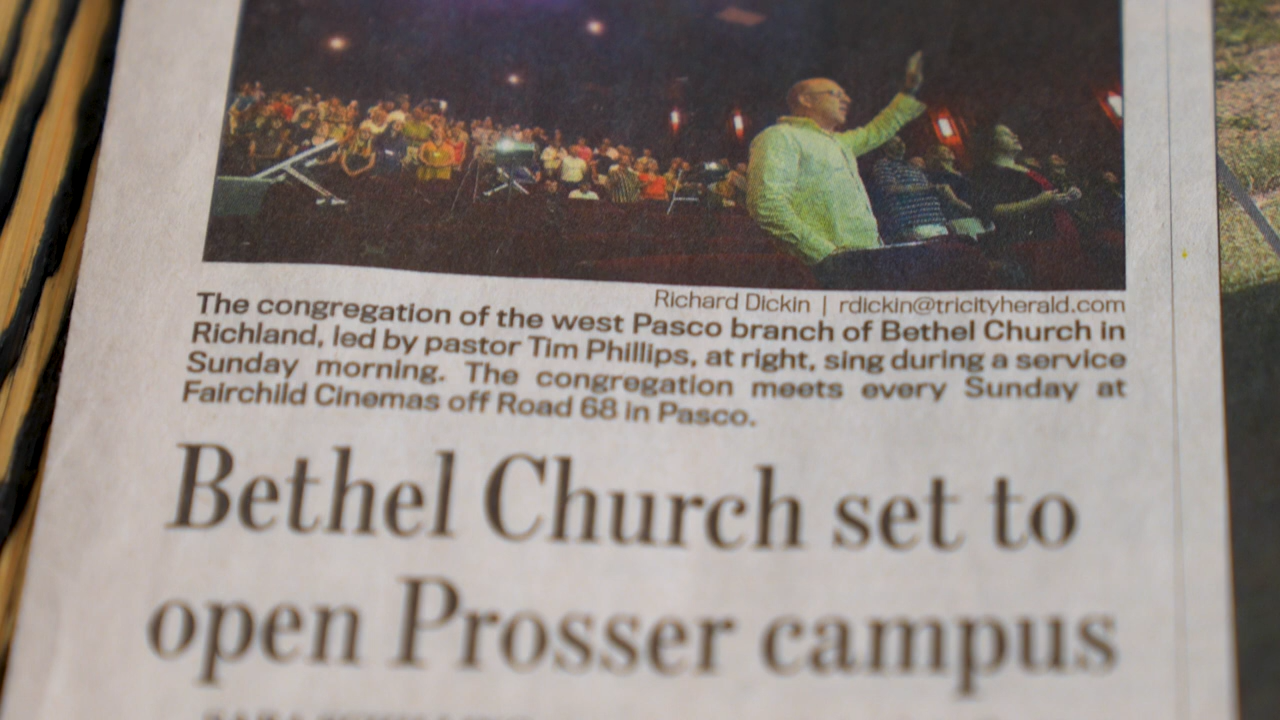 Richard Dickin | rdickin@tricityherald.com
The congregation of the west Pasco branch of Bethel Church in
Richland, led by pastor Tim Phillips, at right, sing during a service
Sunday morning. The congregation meets every Sunday at
Fairchild Cinemas off Road 68 in Pasco.
Bethel Church set to
open Prosser campus